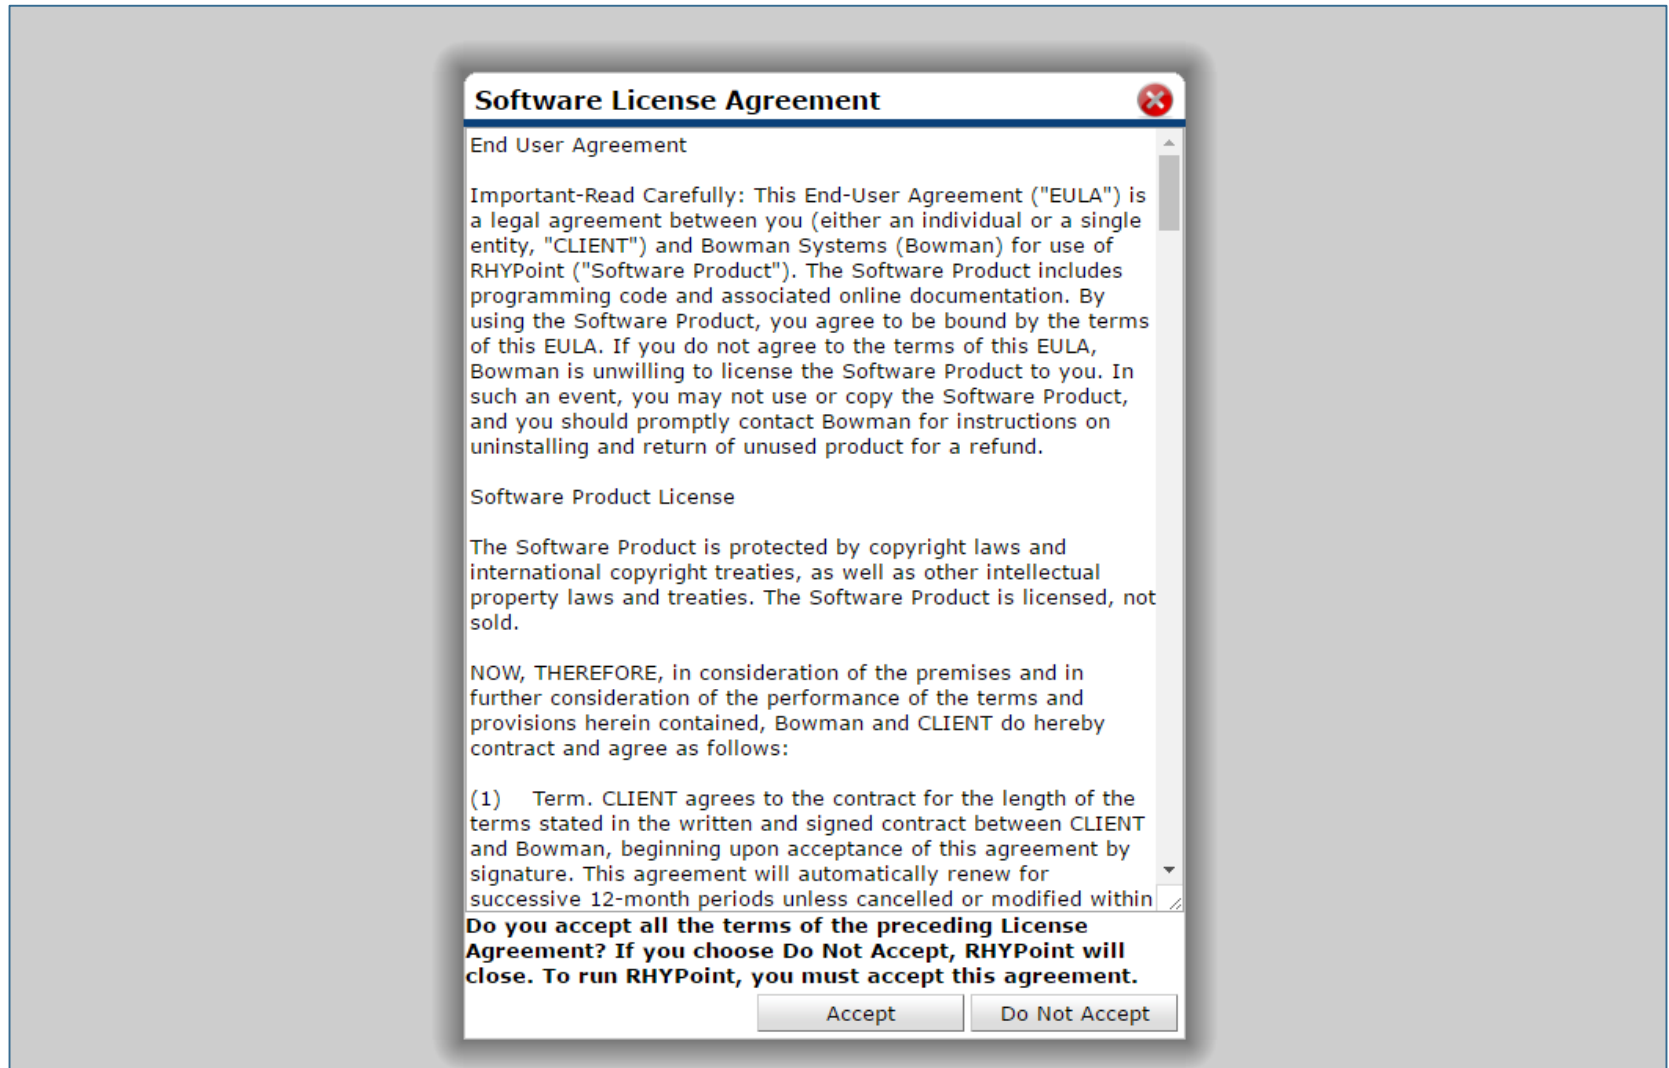 Software License Agreement
End User Agreement
Important-Read Carefully: This End-User Agreement ("EULA") is
a legal agreement between you (either an individual or a single
entity, "CLIENT") and Bowman Systems (Bowman) for use of
RHYPoint ("Software Product"). The Software Product includes
programming code and associated online documentation. By
using the Software Product, you agree to be bound by the terms
of this EULA. If you do not agree to the terms of this EULA,
Bowman is unwilling to license the Software Product to you. In
such an event, you may not use or copy the Software Product,
and you should promptly contact Bowman for instructions on
uninstalling and return of unused product for a refund.
Software Product License
The Software Product is protected by copyright laws and
international copyright treaties, as well as other intellectual
property laws and treaties. The Software Product is licensed, not
sold.
NOW, THEREFORE, in consideration of the premises and in
further consideration of the performance of the terms and
provisions herein contained, Bowman and CLIENT do hereby
contract and agree as follows:
(1) Term. CLIENT agrees to the contract for the length of the
terms stated in the written and signed contract between CLIENT
and Bowman, beginning upon acceptance of this agreement by
signature. This agreement will automatically renew for
successive 12-month periods unless cancelled or modified within
Do you accept all the terms of the preceding License
Agreement? If you choose Do Not Accept, RHYPoint will
close. To run RHYPoint, you must accept this agreement.
Accept
Do Not Accept